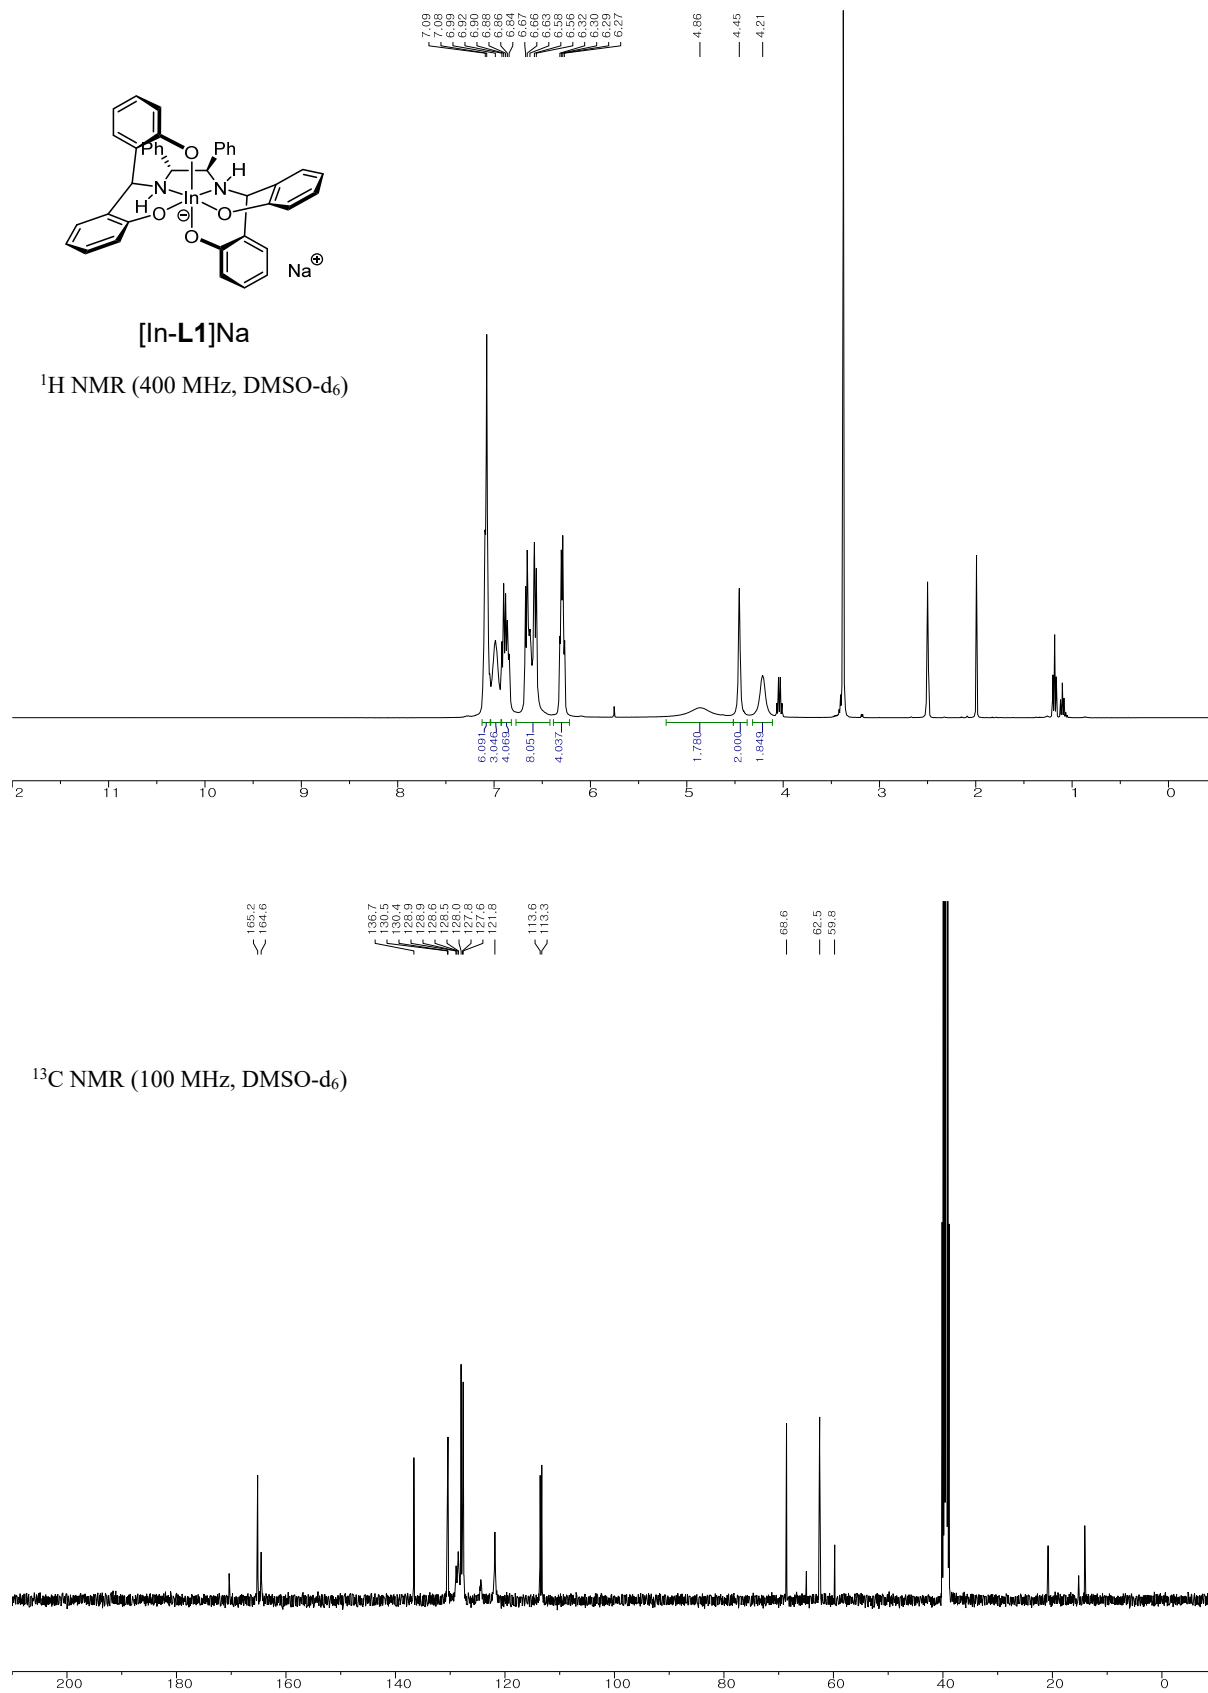 7.09
7.08
6.99
6.92
6.90
6.88
6.86
6.84
6.67
6.66
6.63
6.58
6.56
6.32
6.30
6.29
6.27
4.86
4.45
4.21
Ph
Ph
O
H
N
N
In
⊖
H
O
O
O
Na⊕
[In-L1]Na
¹H NMR (400 MHz, DMSO-d₆)
6.091
3.046
4.069
8.051
4.037
1.780
2.000
1.849
2 11 10 9 8 7 6 5 4 3 2 1 0
165.2
164.6
136.7
130.5
130.4
128.9
128.9
128.6
128.5
128.0
127.8
127.6
121.8
113.6
113.3
68.6
62.5
59.8
¹³C NMR (100 MHz, DMSO-d₆)
200 180 160 140 120 100 80 60 40 20 0